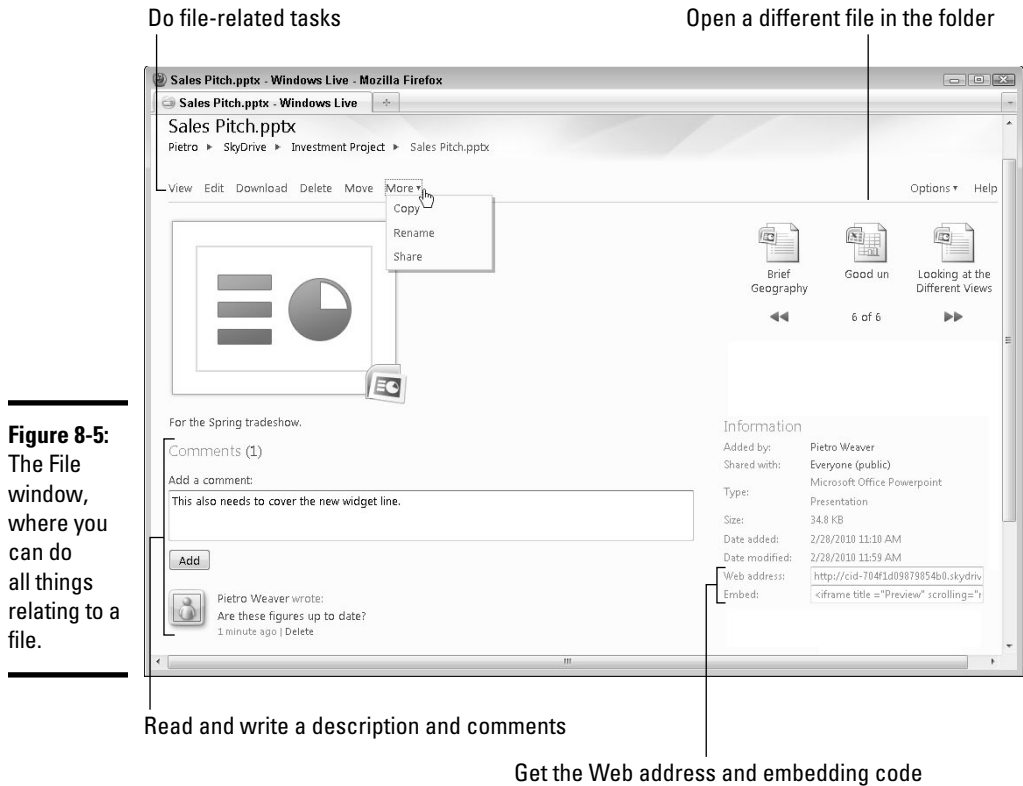 Do file-related tasks
Open a different file in the folder
Sales Pitch.pptx - Windows Live - Mozilla Firefox
Sales Pitch.pptx - Windows Live
Sales Pitch.pptx
Pietro ▸ SkyDrive ▸ Investment Project ▸ Sales Pitch.pptx
View Edit Download Delete Move More
Options Help
Copy
Rename
Share
Brief Geography
Good un
Looking at the Different Views
6 of 6
For the Spring tradeshow.
Comments (1)
Add a comment:
This also needs to cover the new widget line.
Add
Pietro Weaver wrote:
Are these figures up to date?
1 minute ago | Delete
Information
Added by: Pietro Weaver
Shared with: Everyone (public)
Type: Microsoft Office Powerpoint Presentation
Size: 34.8 KB
Date added: 2/28/2010 11:10 AM
Date modified: 2/28/2010 11:59 AM
Web address: http://cid-704f1d09879854b0.skydriv
Embed: <iframe title ="Preview" scrolling="r
Figure 8-5:
The File
window,
where you
can do
all things
relating to a
file.
Read and write a description and comments
Get the Web address and embedding code